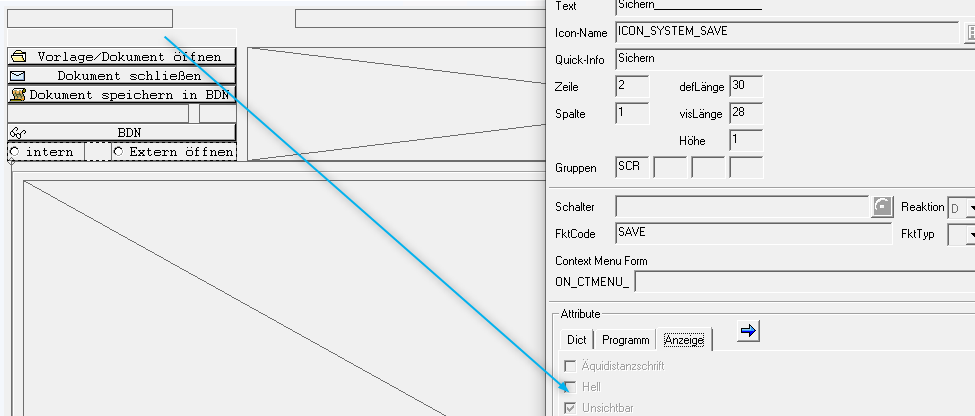 Text Sichern____________________
Icon-Name ICON_SYSTEM_SAVE
Quick-Info Sichern
Zeile 2 defLänge 30
Spalte 1 visLänge 28
Höhe 1
Gruppen SCR
Schalter Reaktion D
FktCode SAVE FktTyp
Context Menu Form
ON_CTMENU_
Attribute
Dict Programm Anzeige
Äquidistanzschrift
Hell
Unsichtbar
Vorlage/Dokument öffnen
Dokument schließen
Dokument speichern in BDN
BDN
intern Extern öffnen